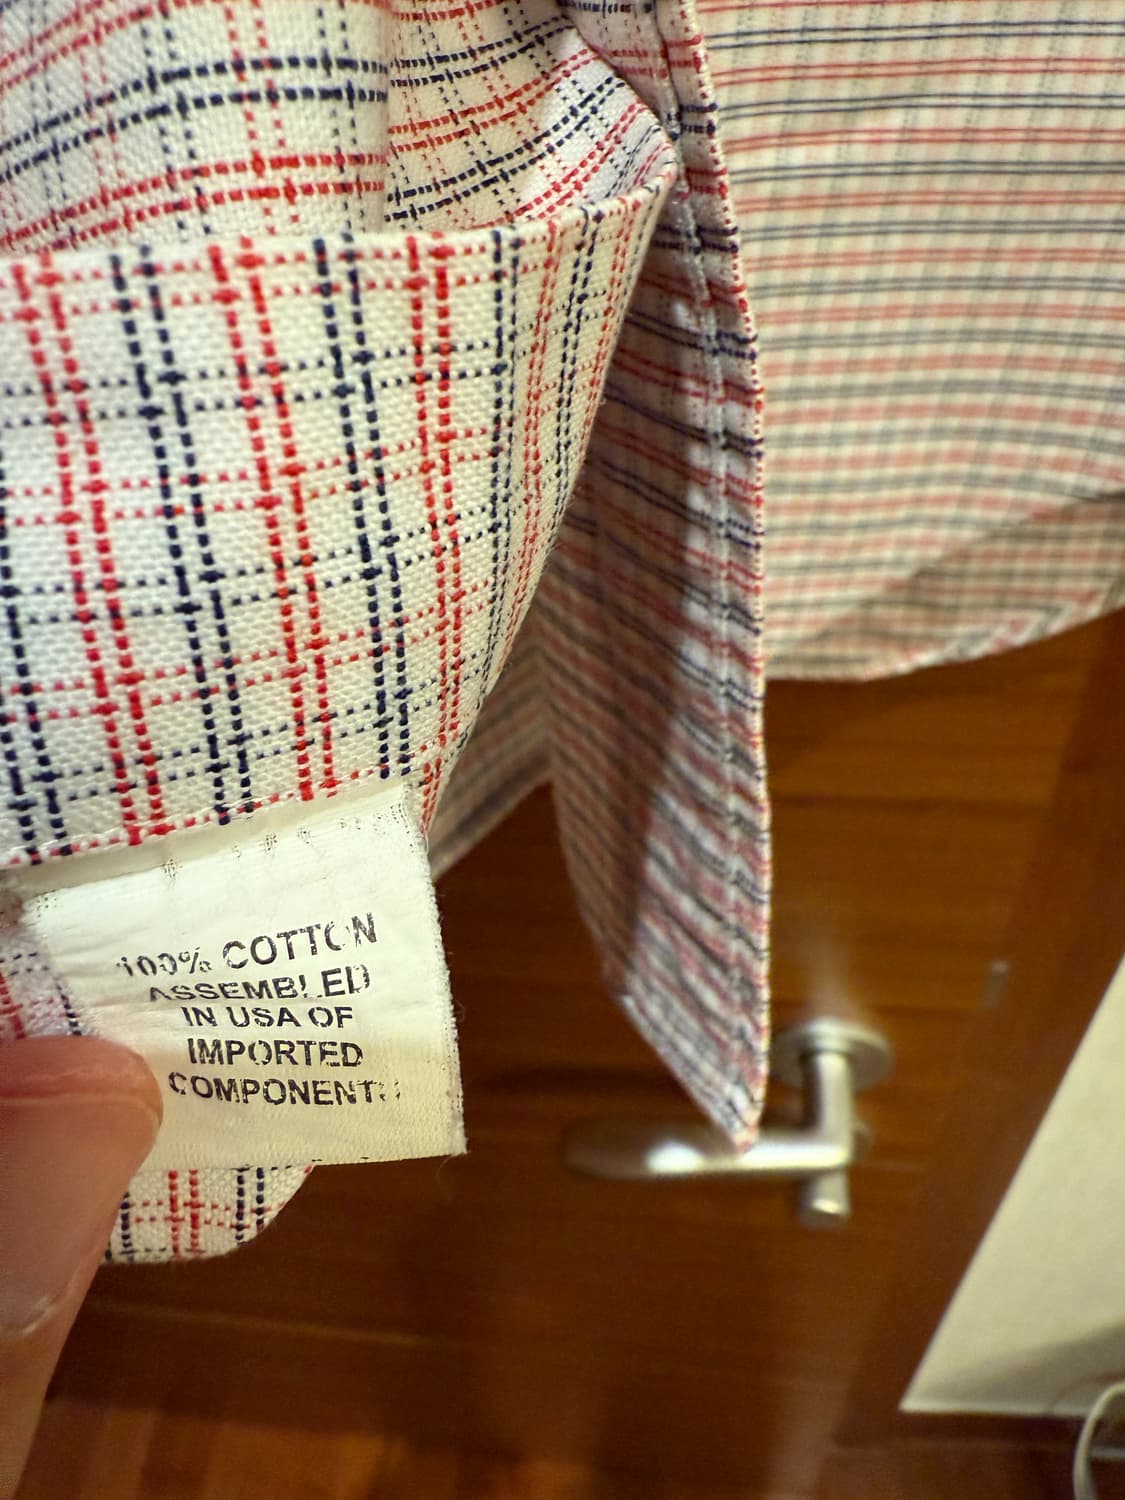 100% COTTON
ASSEMBLED
IN USA OF
IMPORTED
COMPONENTS